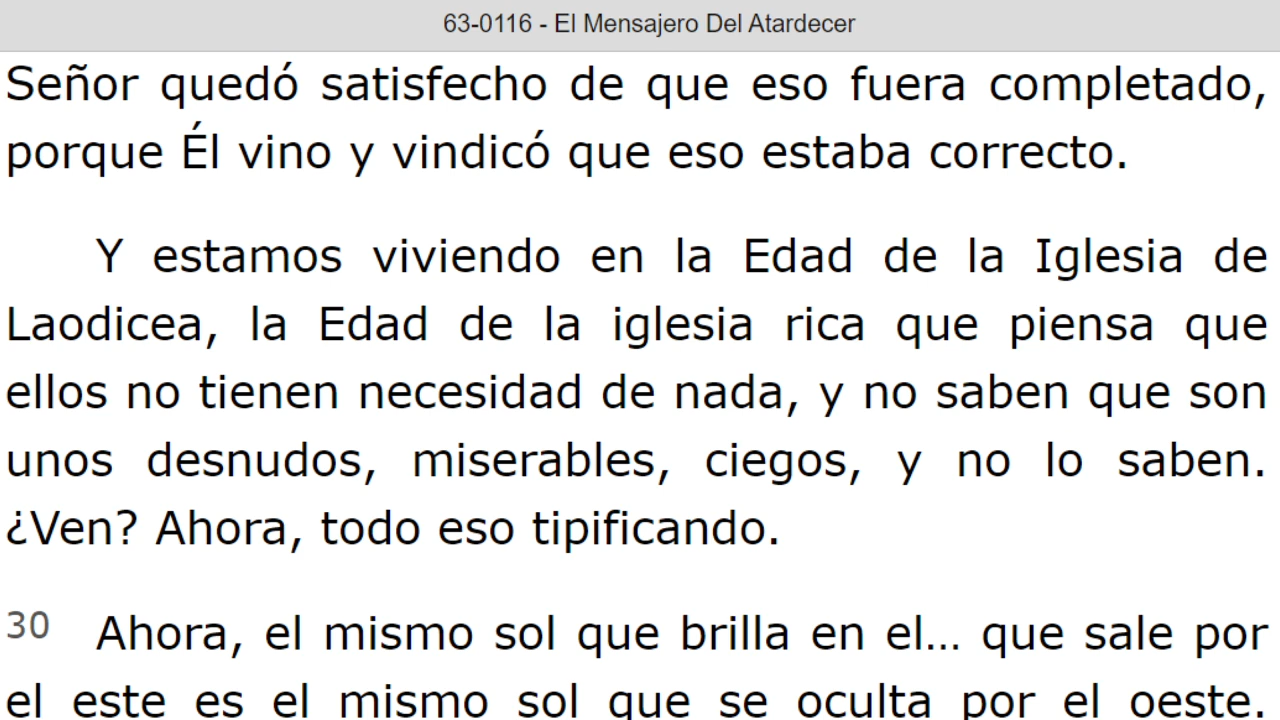 63-0116 - El Mensajero Del Atardecer
Señor quedó satisfecho de que eso fuera completado,
porque Él vino y vindicó que eso estaba correcto.
Y estamos viviendo en la Edad de la Iglesia de
Laodicea, la Edad de la iglesia rica que piensa que
ellos no tienen necesidad de nada, y no saben que son
unos desnudos, miserables, ciegos, y no lo saben.
¿Ven? Ahora, todo eso tipificando.
30 Ahora, el mismo sol que brilla en el... que sale por
el este es el mismo sol que se oculta por el oeste.